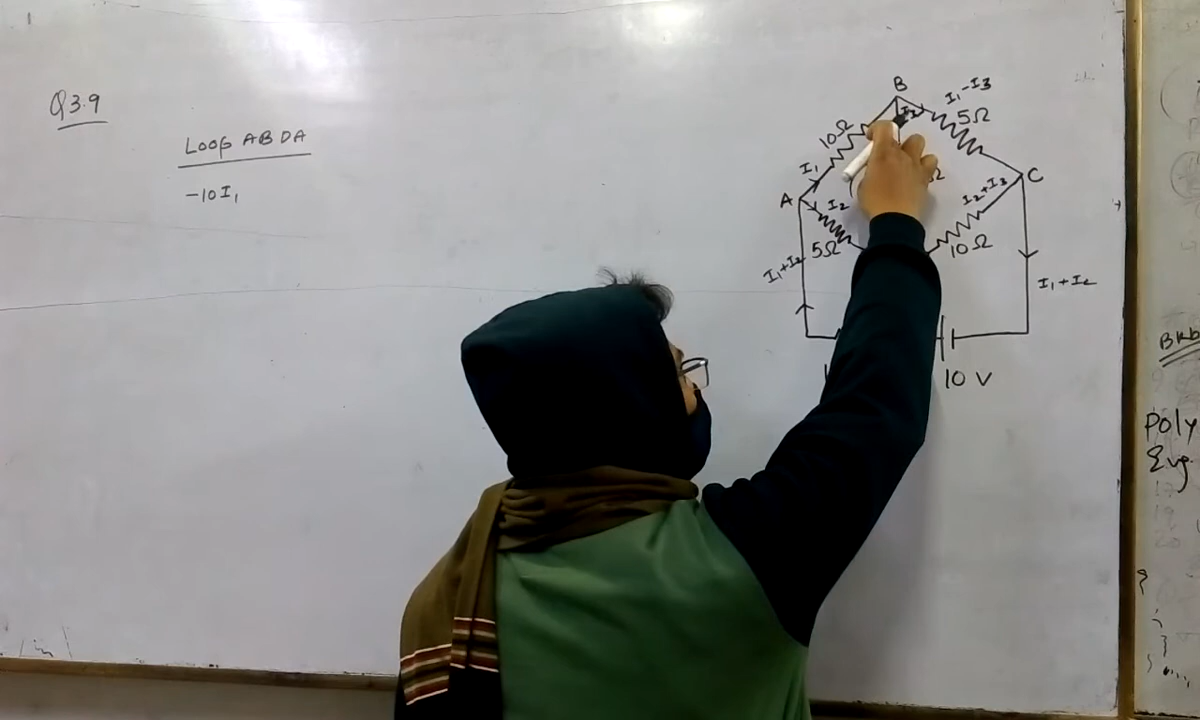 Q3.9
Loop ABDA
-10I₁
B
I₁-I₃
10Ω
I₃
5Ω
I₁
Ω
C
A
I₂
I₂+I₃
5Ω
10Ω
I₁+I₂
I₁+I₂
10 V
Poly